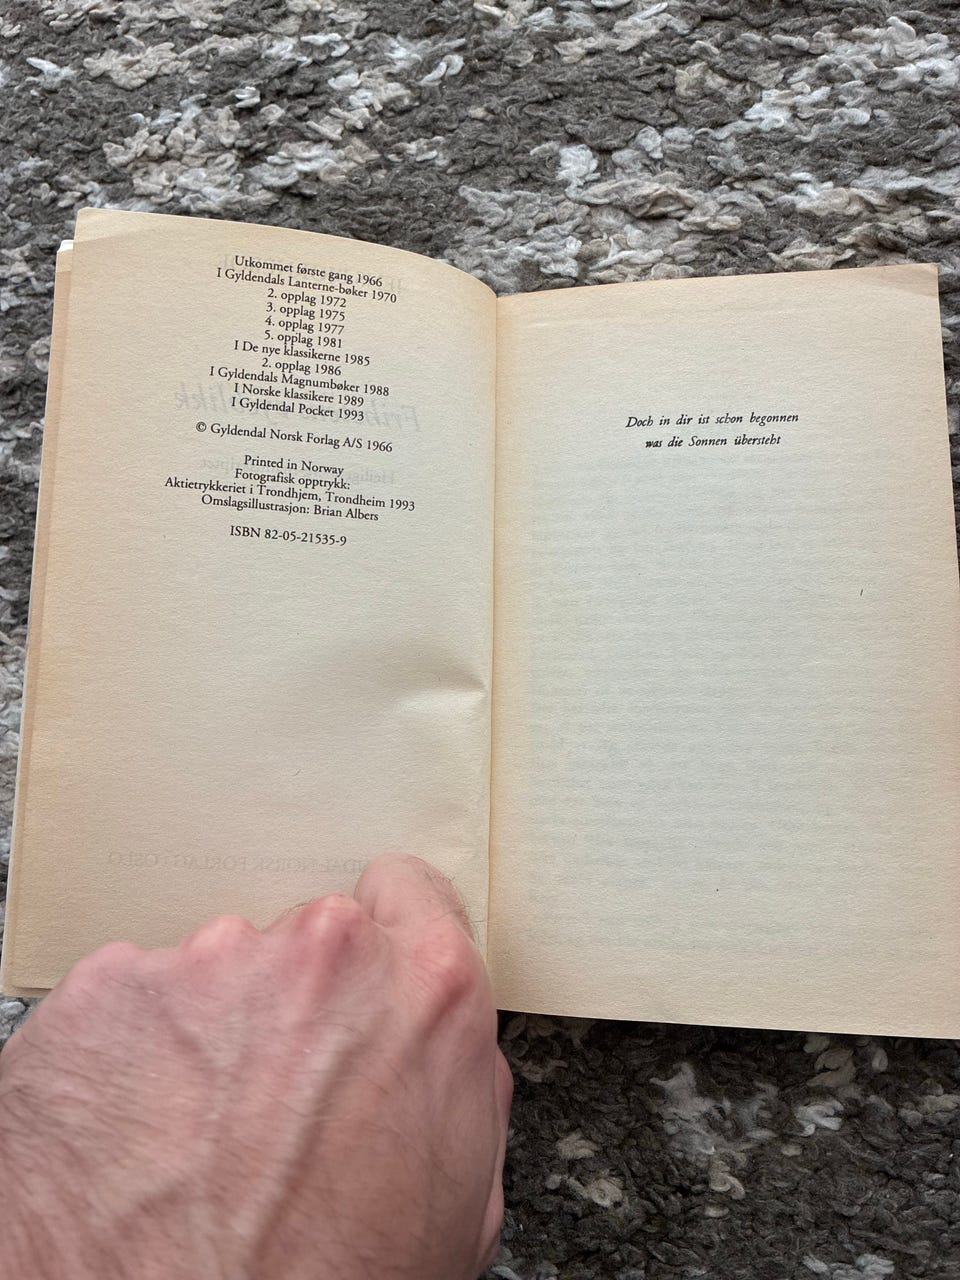 Utkommet første gang 1966
I Gyldendals Lanterne-bøker 1970
2. opplag 1972
3. opplag 1975
4. opplag 1977
5. opplag 1981
I De nye klassikerne 1985
2. opplag 1986
I Gyldendals Magnumbøker 1988
I Norske klassikere 1989
I Gyldendal Pocket 1993
© Gyldendal Norsk Forlag A/S 1966
Printed in Norway
Fotografisk opptrykk:
Aktietrykkeriet i Trondhjem, Trondheim 1993
Omslagsillustrasjon: Brian Albers
ISBN 82-05-21535-9
Doch in dir ist schon begonnen
was die Sonnen übersteht